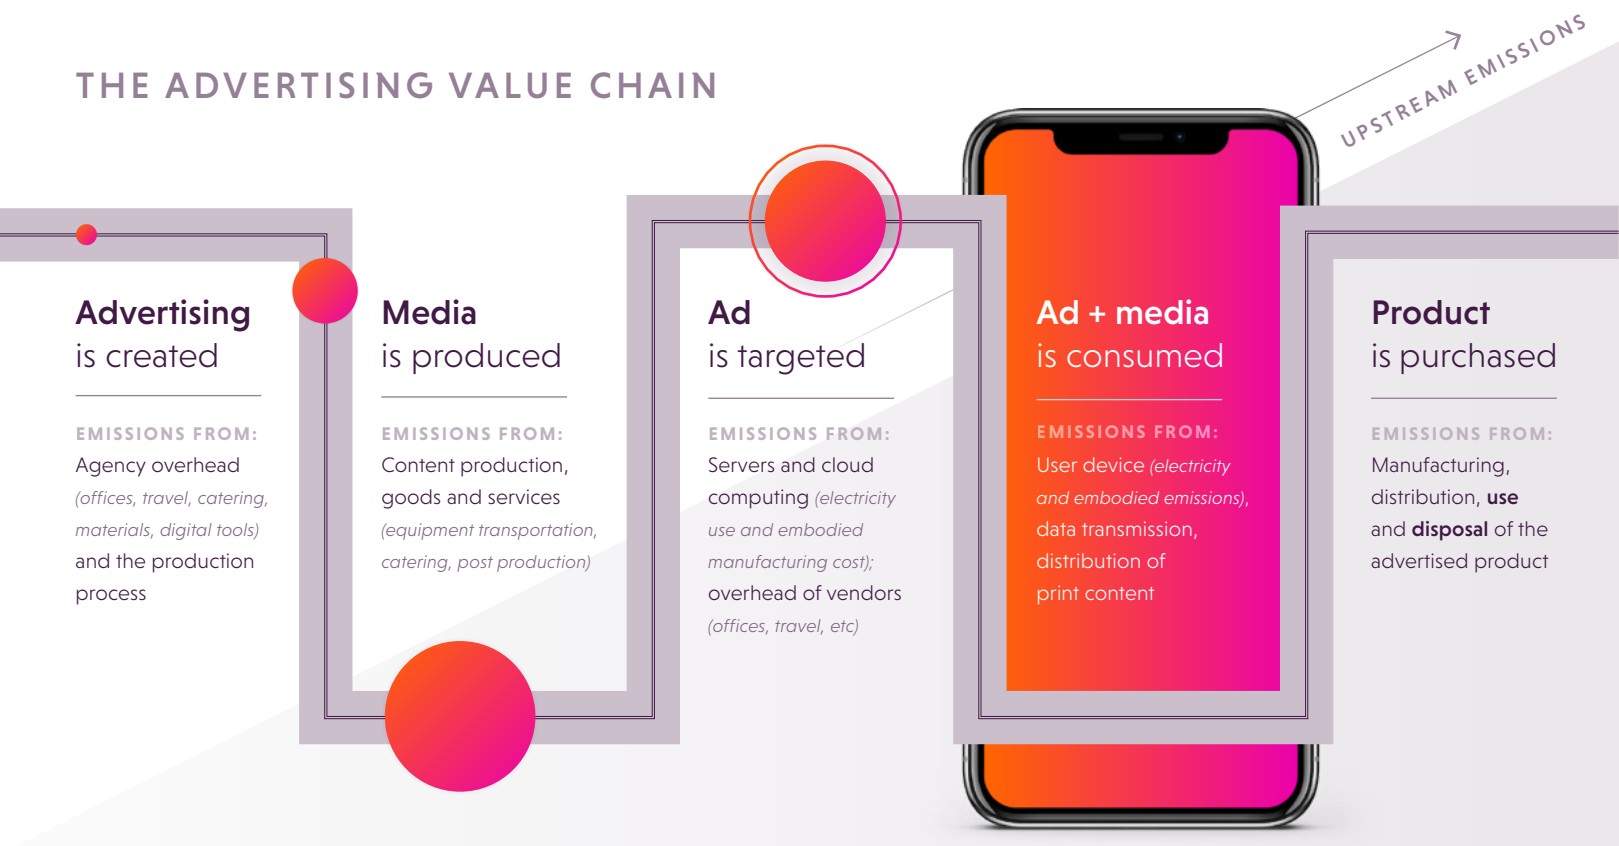 THE ADVERTISING VALUE CHAIN
UPSTREAM EMISSIONS
Advertising
is created
EMISSIONS FROM:
Agency overhead
(offices, travel, catering,
materials, digital tools)
and the production
process
Media
is produced
EMISSIONS FROM:
Content production,
goods and services
(equipment transportation,
catering, post production)
Ad
is targeted
EMISSIONS FROM:
Servers and cloud
computing (electricity
use and embodied
manufacturing cost);
overhead of vendors
(offices, travel, etc)
Ad + media
is consumed
EMISSIONS FROM:
User device (electricity
and embodied emissions),
data transmission,
distribution of
print content
Product
is purchased
EMISSIONS FROM:
Manufacturing,
distribution, use
and disposal of the
advertised product